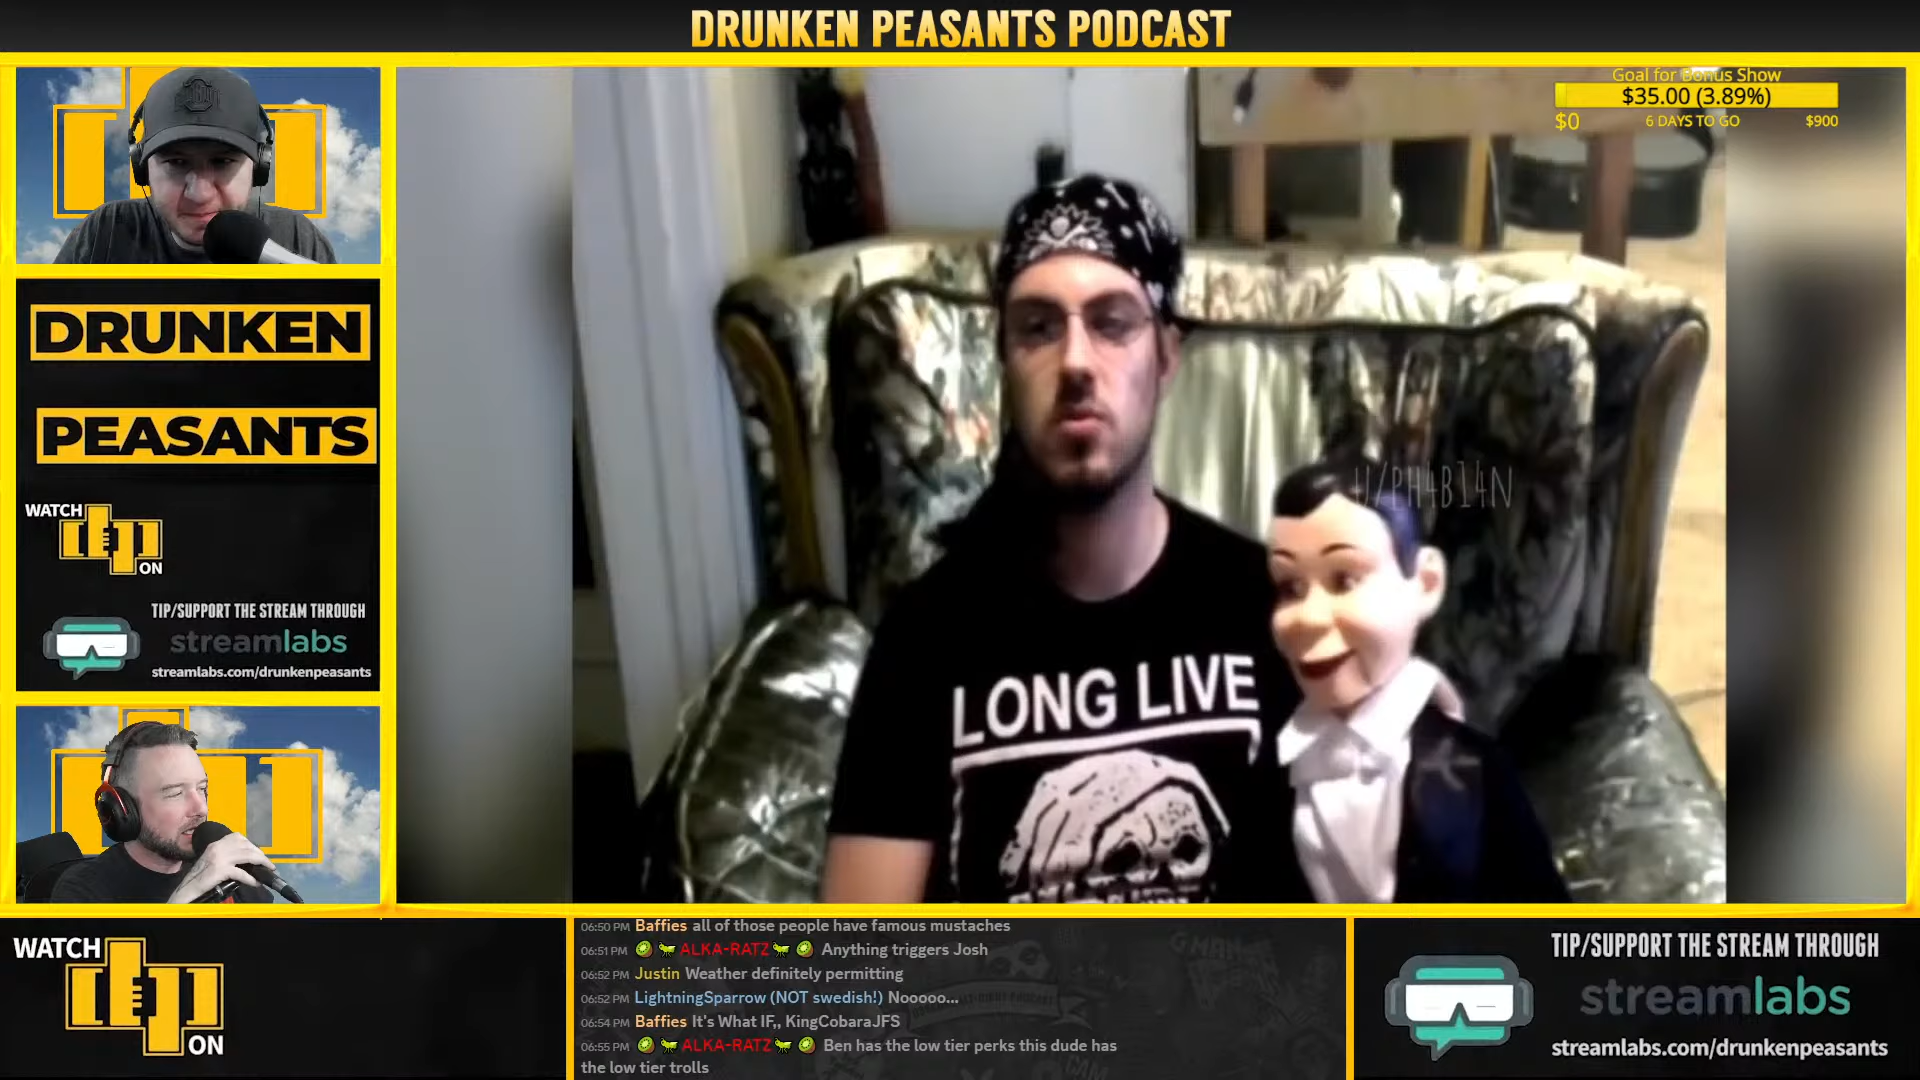 DRUNKEN PEASANTS PODCAST
Goal for Bonus Show
$35.00 (3.89%)
$0 6 DAYS TO GO $900
DRUNKEN
PEASANTS
WATCH
ON
TIP/SUPPORT THE STREAM THROUGH
streamlabs
streamlabs.com/drunkenpeasants
U/PH4B14N
LONG LIVE
WATCH
ON
06:50 PM Baffies all of those people have famous mustaches
06:51 PM ALKA-RATZ Anything triggers Josh
06:52 PM Justin Weather definitely permitting
06:52 PM LightningSparrow (NOT swedish!) Nooooo...
06:54 PM Baffies It's What IF,, KingCobaraJFS
06:55 PM ALKA-RATZ Ben has the low tier perks this dude has
the low tier trolls
TIP/SUPPORT THE STREAM THROUGH
streamlabs
streamlabs.com/drunkenpeasants